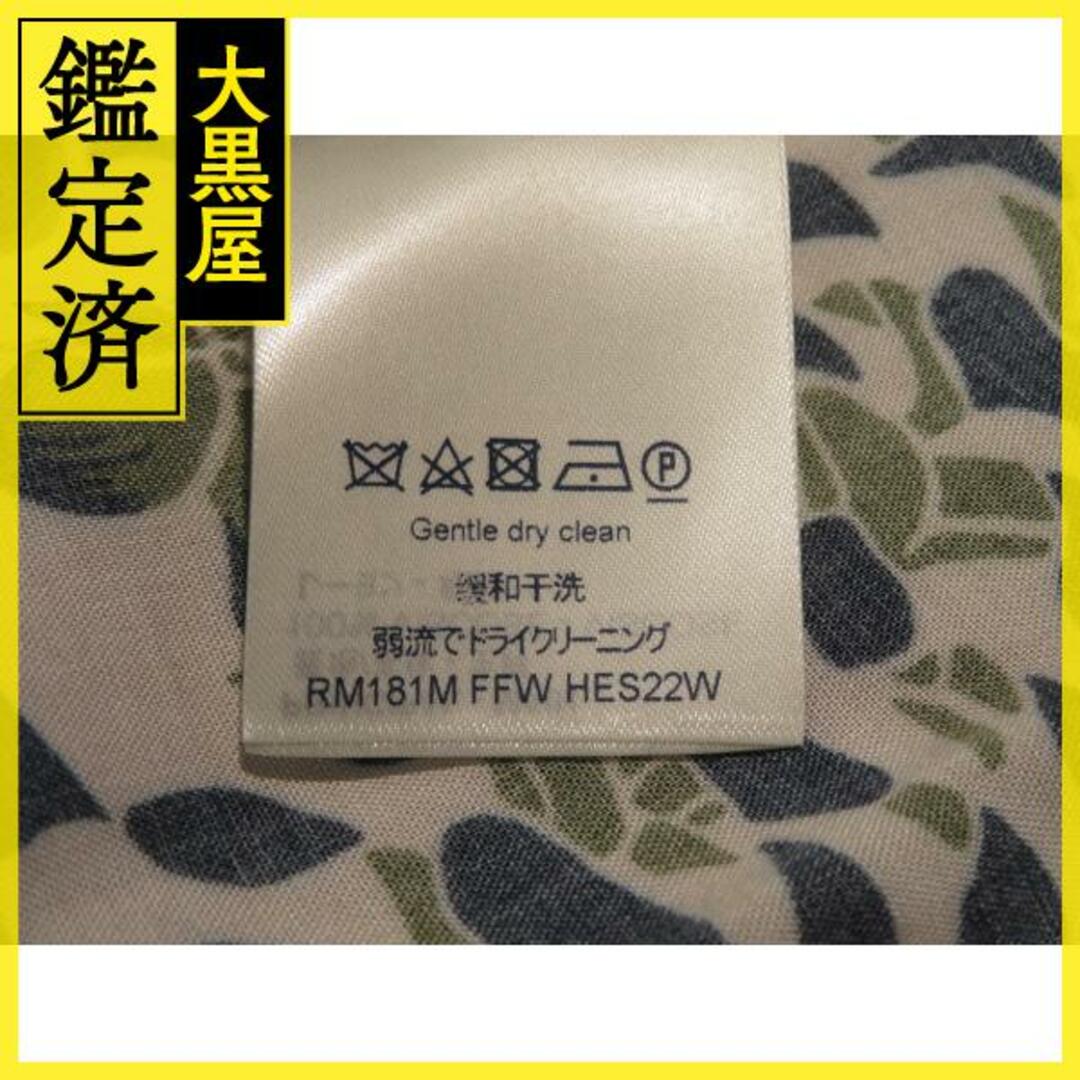 鑑定済
大黒屋
Gentle dry clean
缓和干洗
弱流でドライクリーニング
RM181M FFW HES22W